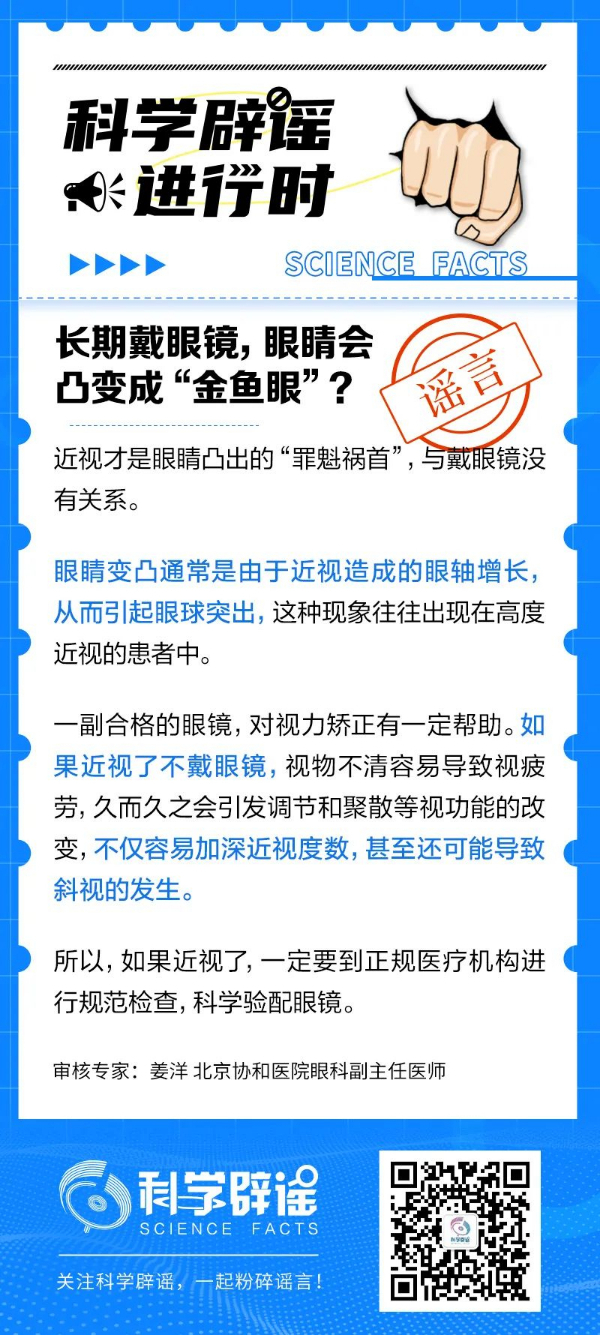 科学辟谣
进行时
SCIENCE FACTS
长期戴眼镜，眼睛会
凸变成“金鱼眼”？
谣言
近视才是眼睛凸出的“罪魁祸首”，与戴眼镜没
有关系。
眼睛变凸通常是由于近视造成的眼轴增长，
从而引起眼球突出，这种现象往往出现在高度
近视的患者中。
一副合格的眼镜，对视力矫正有一定帮助。如
果近视了不戴眼镜，视物不清容易导致视疲
劳，久而久之会引发调节和聚散等视功能的改
变，不仅容易加深近视度数，甚至还可能导致
斜视的发生。
所以，如果近视了，一定要到正规医疗机构进
行规范检查，科学验配眼镜。
审核专家：姜洋 北京协和医院眼科副主任医师
科学辟谣
SCIENCE FACTS
关注科学辟谣，一起粉碎谣言！
科学辟谣